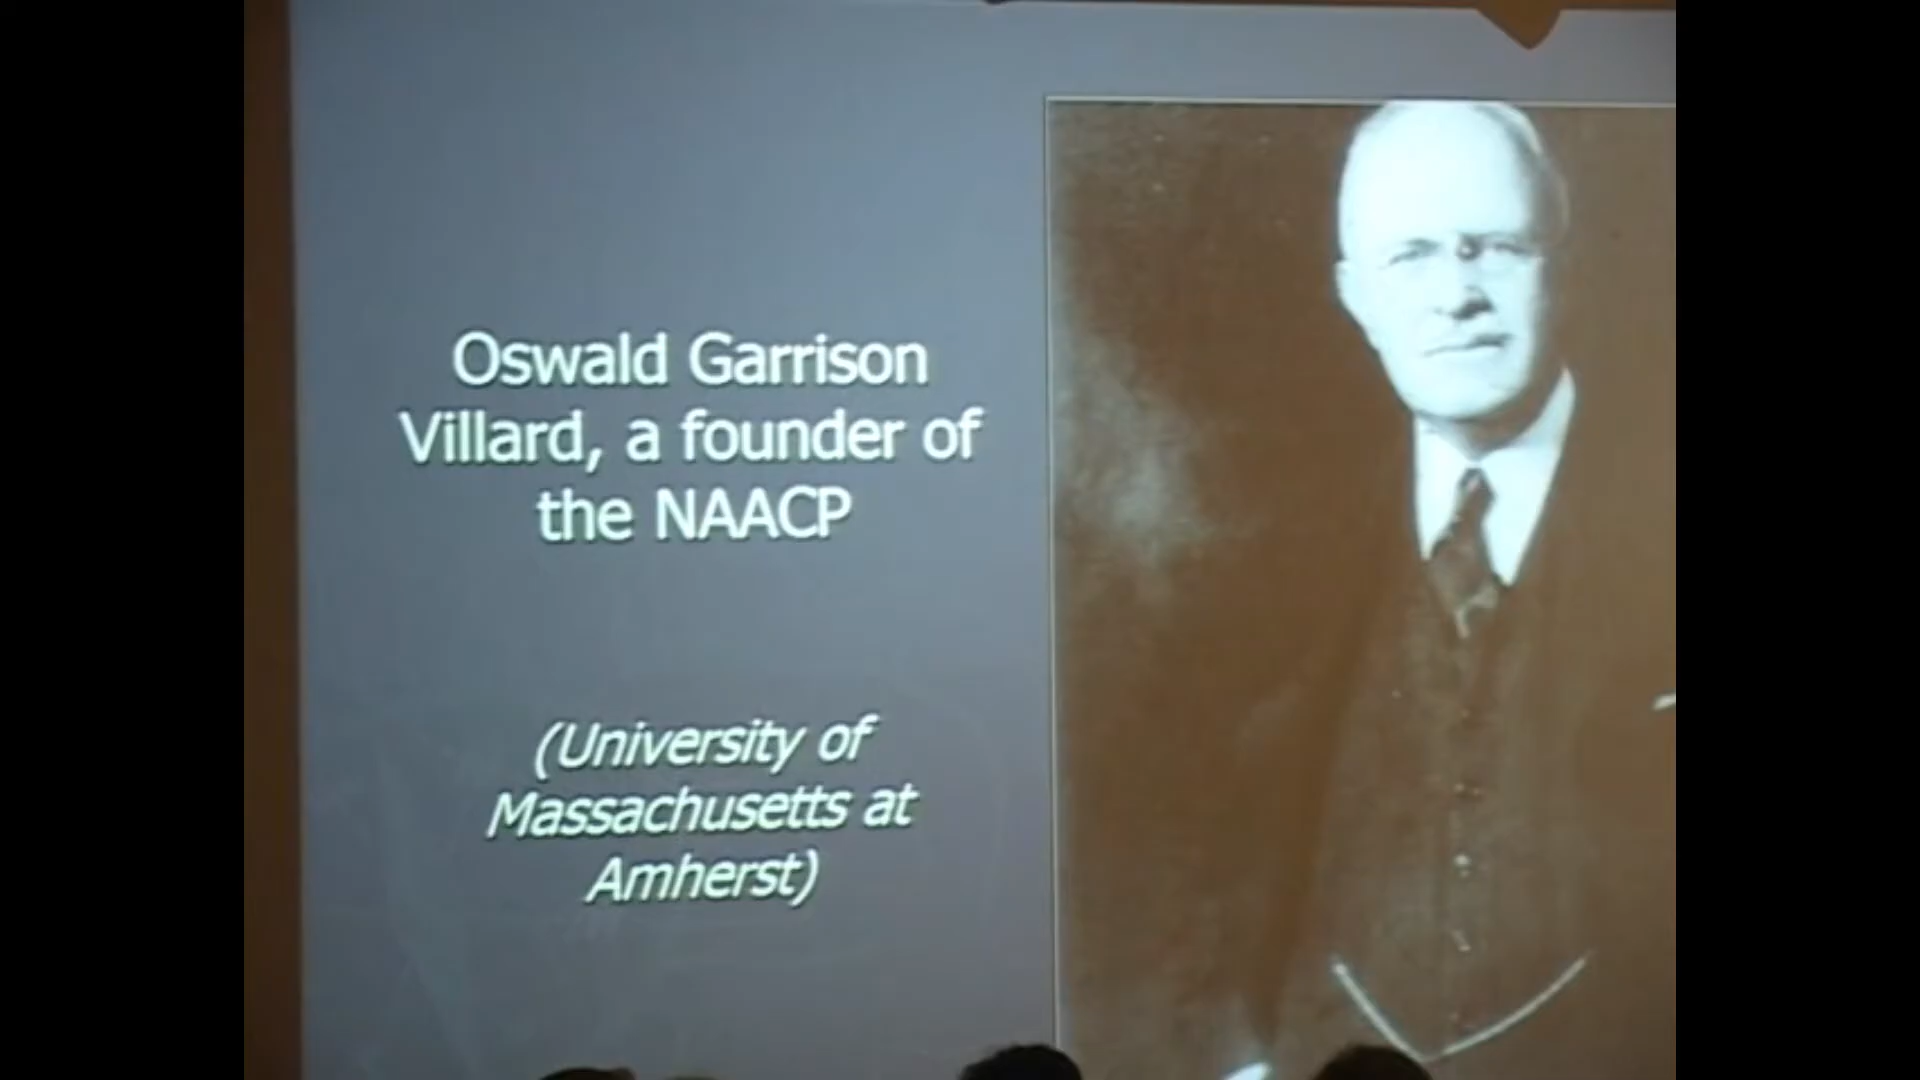 Oswald Garrison
Villard, a founder of
the NAACP
(University of
Massachusetts at
Amherst)